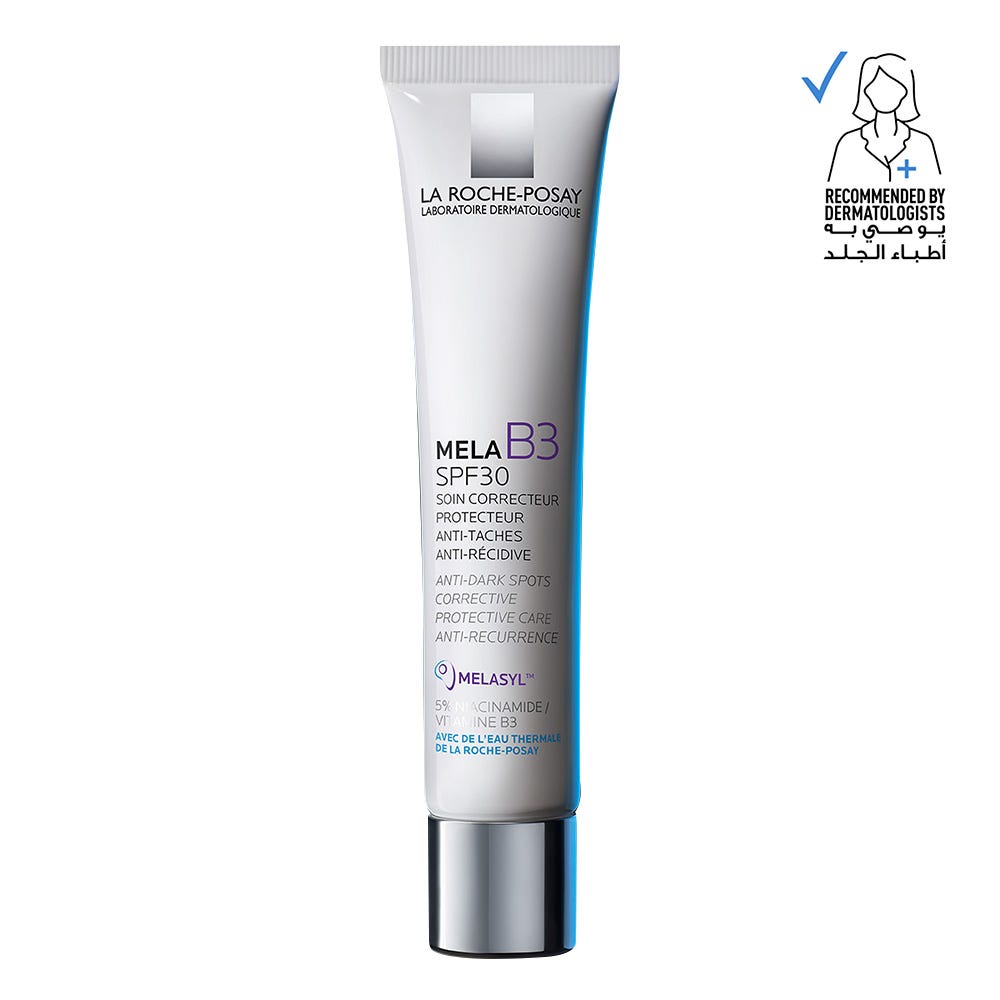 LA ROCHE-POSAY
LABORATOIRE DERMATOLOGIQUE
MELA B3
SPF30
SOIN CORRECTEUR
PROTECTEUR
ANTI-TACHES
ANTI-RÉCIDIVE
ANTI-DARK SPOTS
CORRECTIVE
PROTECTIVE CARE
ANTI-RECURRENCE
MELASYL™
5% NIACINAMIDE /
VITAMINE B3
AVEC DE L'EAU THERMALE
DE LA ROCHE-POSAY
RECOMMENDED BY
DERMATOLOGISTS
يوصي به
أطباء الجلد